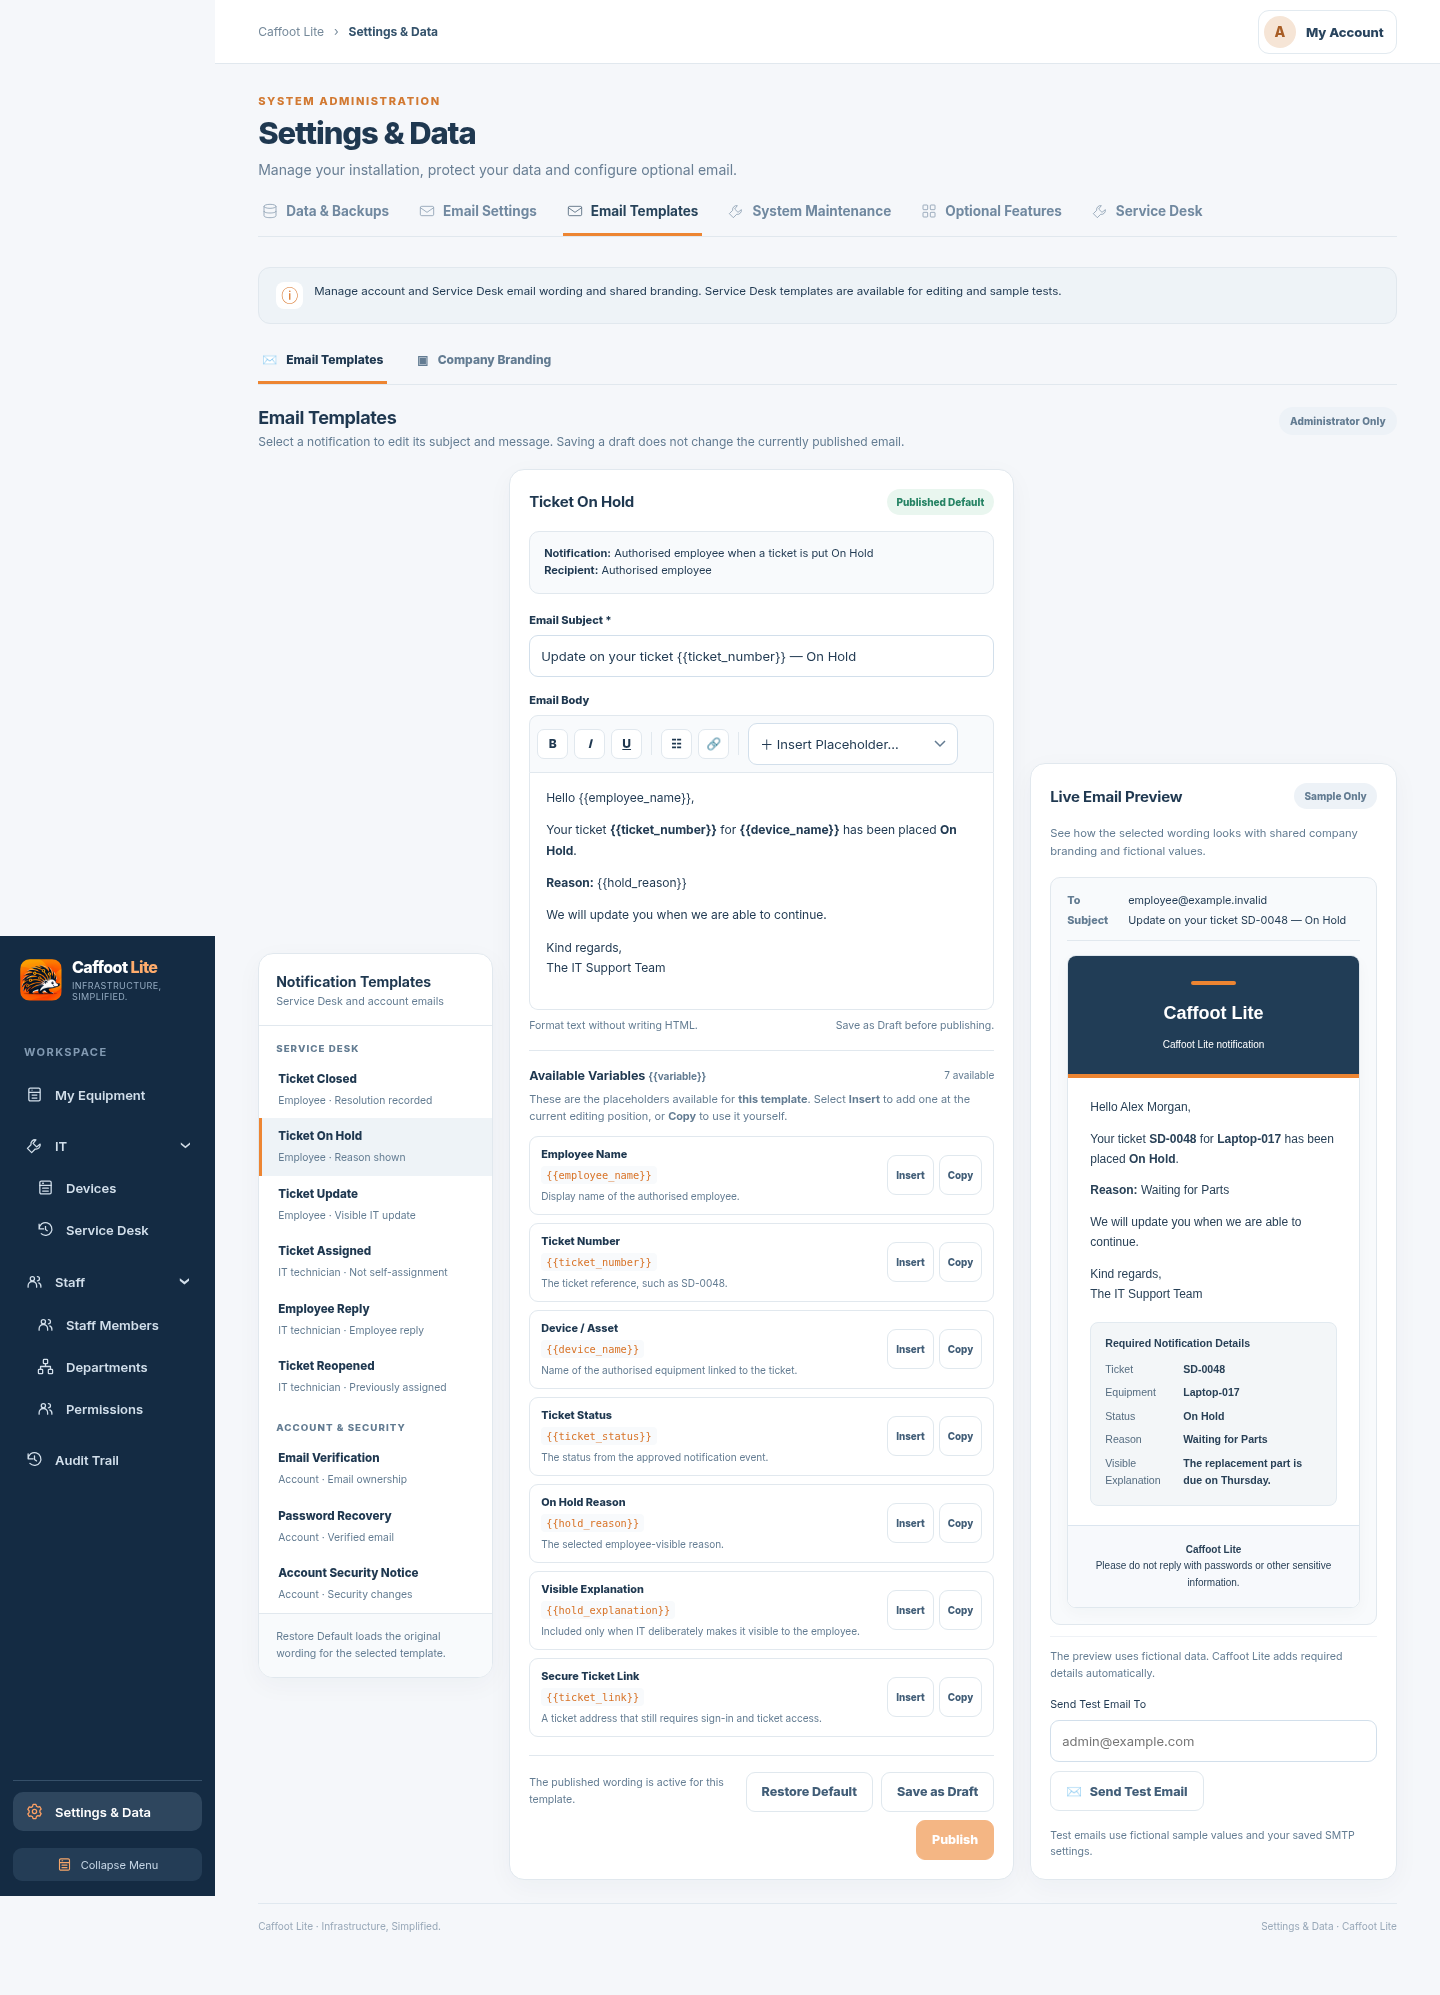 Caffoot Lite › Settings & Data
A My Account
SYSTEM ADMINISTRATION
Settings & Data
Manage your installation, protect your data and configure optional email.
Data & Backups Email Settings Email Templates System Maintenance Optional Features Service Desk
Manage account and Service Desk email wording and shared branding. Service Desk templates are available for editing and sample tests.
Email Templates Company Branding
Email Templates
Administrator Only
Select a notification to edit its subject and message. Saving a draft does not change the currently published email.
Caffoot Lite
INFRASTRUCTURE,
SIMPLIFIED.
WORKSPACE
My Equipment
IT
Devices
Service Desk
Staff
Staff Members
Departments
Permissions
Audit Trail
Settings & Data
Collapse Menu
Notification Templates
Service Desk and account emails
SERVICE DESK
Ticket Closed
Employee · Resolution recorded
Ticket On Hold
Employee · Reason shown
Ticket Update
Employee · Visible IT update
Ticket Assigned
IT technician · Not self-assignment
Employee Reply
IT technician · Employee reply
Ticket Reopened
IT technician · Previously assigned
ACCOUNT & SECURITY
Email Verification
Account · Email ownership
Password Recovery
Account · Verified email
Account Security Notice
Account · Security changes
Restore Default loads the original
wording for the selected template.
Ticket On Hold
Published Default
Notification: Authorised employee when a ticket is put On Hold
Recipient: Authorised employee
Email Subject *
Update on your ticket {{ticket_number}} — On Hold
Email Body
B I U + Insert Placeholder...
Hello {{employee_name}},
Your ticket {{ticket_number}} for {{device_name}} has been placed On
Hold.
Reason: {{hold_reason}}
We will update you when we are able to continue.
Kind regards,
The IT Support Team
Format text without writing HTML. Save as Draft before publishing.
Available Variables {{variable}} 7 available
These are the placeholders available for this template. Select Insert to add one at the
current editing position, or Copy to use it yourself.
Employee Name
{{employee_name}}
Display name of the authorised employee.
Insert Copy
Ticket Number
{{ticket_number}}
The ticket reference, such as SD-0048.
Insert Copy
Device / Asset
{{device_name}}
Name of the authorised equipment linked to the ticket.
Insert Copy
Ticket Status
{{ticket_status}}
The status from the approved notification event.
Insert Copy
On Hold Reason
{{hold_reason}}
The selected employee-visible reason.
Insert Copy
Visible Explanation
{{hold_explanation}}
Included only when IT deliberately makes it visible to the employee.
Insert Copy
Secure Ticket Link
{{ticket_link}}
A ticket address that still requires sign-in and ticket access.
Insert Copy
The published wording is active for this
template.
Restore Default Save as Draft
Publish
Live Email Preview
Sample Only
See how the selected wording looks with shared company
branding and fictional values.
To employee@example.invalid
Subject Update on your ticket SD-0048 — On Hold
Caffoot Lite
Caffoot Lite notification
Hello Alex Morgan,
Your ticket SD-0048 for Laptop-017 has been
placed On Hold.
Reason: Waiting for Parts
We will update you when we are able to
continue.
Kind regards,
The IT Support Team
Required Notification Details
Ticket SD-0048
Equipment Laptop-017
Status On Hold
Reason Waiting for Parts
Visible The replacement part is
Explanation due on Thursday.
Caffoot Lite
Please do not reply with passwords or other sensitive
information.
The preview uses fictional data. Caffoot Lite adds required
details automatically.
Send Test Email To
admin@example.com
Send Test Email
Test emails use fictional sample values and your saved SMTP
settings.
Caffoot Lite · Infrastructure, Simplified.
Settings & Data · Caffoot Lite